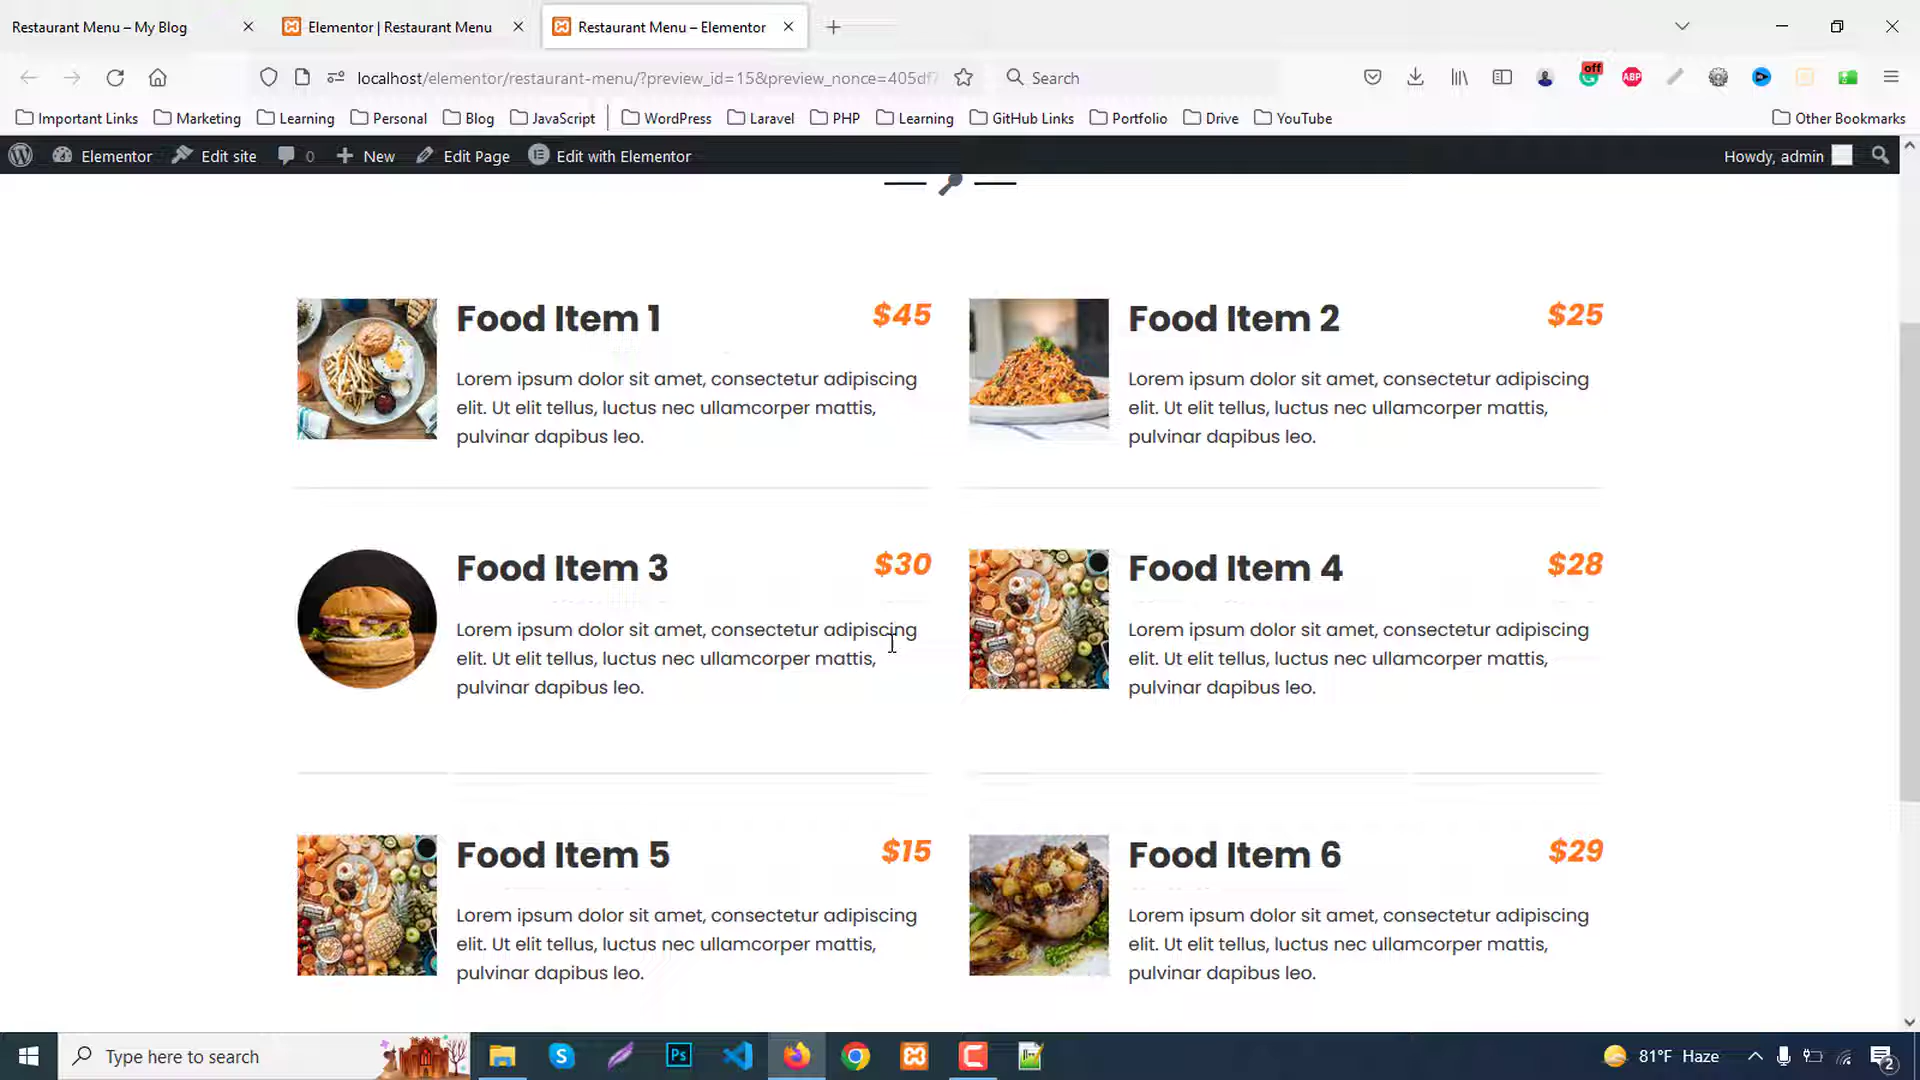 Restaurant Menu – My Blog
Elementor | Restaurant Menu
Restaurant Menu – Elementor
localhost/elementor/restaurant-menu/?preview_id=15&preview_nonce=405df7
Search
off
ABP
Important Links
Marketing
Learning
Personal
Blog
JavaScript
WordPress
Laravel
PHP
Learning
GitHub Links
Portfolio
Drive
YouTube
Other Bookmarks
Elementor
Edit site
0
New
Edit Page
Edit with Elementor
Howdy, admin
Food Item 1
$45
Lorem ipsum dolor sit amet, consectetur adipiscing
elit. Ut elit tellus, luctus nec ullamcorper mattis,
pulvinar dapibus leo.
Food Item 2
$25
Lorem ipsum dolor sit amet, consectetur adipiscing
elit. Ut elit tellus, luctus nec ullamcorper mattis,
pulvinar dapibus leo.
Food Item 3
$30
Lorem ipsum dolor sit amet, consectetur adipiscing
elit. Ut elit tellus, luctus nec ullamcorper mattis,
pulvinar dapibus leo.
Food Item 4
$28
Lorem ipsum dolor sit amet, consectetur adipiscing
elit. Ut elit tellus, luctus nec ullamcorper mattis,
pulvinar dapibus leo.
Food Item 5
$15
Lorem ipsum dolor sit amet, consectetur adipiscing
elit. Ut elit tellus, luctus nec ullamcorper mattis,
pulvinar dapibus leo.
Food Item 6
$29
Lorem ipsum dolor sit amet, consectetur adipiscing
elit. Ut elit tellus, luctus nec ullamcorper mattis,
pulvinar dapibus leo.
Type here to search
Ps
81°F Haze
2